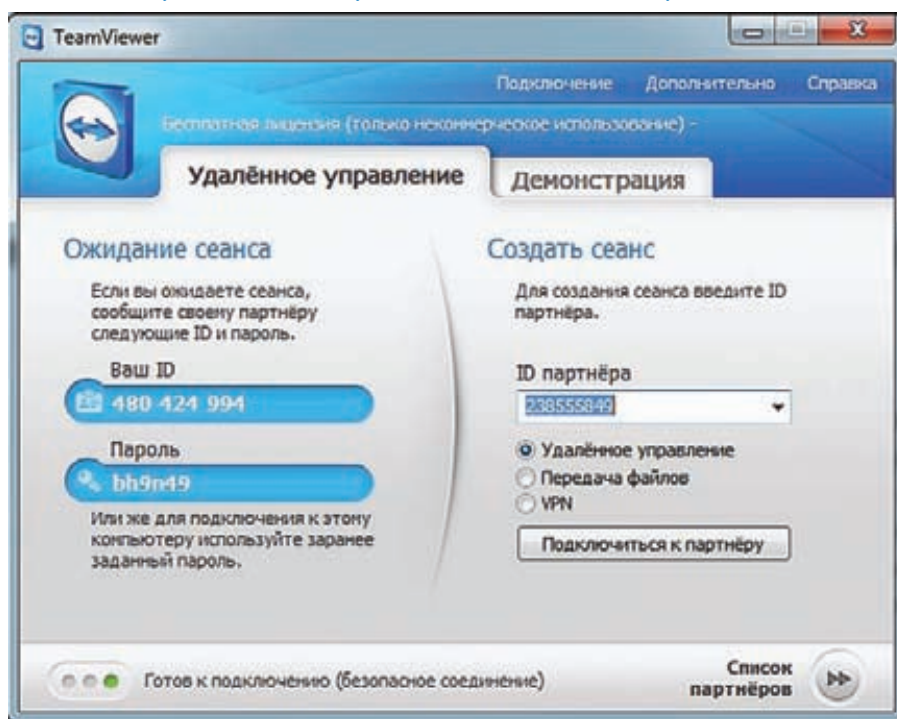 TeamViewer
Подключение Дополнительно Справка
Бесплатная лицензия (только некоммерческое использование) -
Удалённое управление
Демонстрация
Ожидание сеанса
Если вы ожидаете сеанса,
сообщите своему партнёру
следующие ID и пароль.
Ваш ID
480 424 994
Пароль
bh9n49
Или же для подключения к этому
компьютеру используйте заранее
заданный пароль.
Создать сеанс
Для создания сеанса введите ID
партнёра.
ID партнёра
238555849
Удалённое управление
Передача файлов
VPN
Подключиться к партнёру
Готов к подключению (безопасное соединение)
Список
партнёров